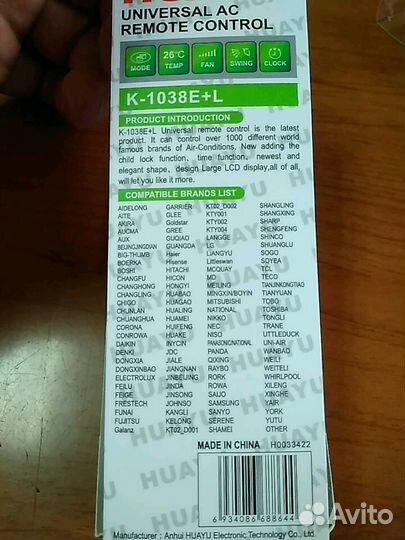 UNIVERSAL AC
REMOTE CONTROL
MODE
26°C
TEMP
FAN
SWING
CLOCK
K-1038E+L
PRODUCT INTRODUCTION
K-1038E+L Universal remote control is the latest
product. It can control over 1000 different world
famous brands of Air-Conditions. New adding the
child lock function, time function, newest and
elegant shape, design Large LCD display,all of all,
will let you like it more.
COMPATIBLE BRANDS LIST
AIDELONG GARRIER KT02_D002 SHANGLING
AITE GLEE KTY001 SHANGXING
AKIRA Goldstar KTY002 SHARP
AUCMA GREE KTY004 SHENGFENG
AUX GUQIAO LANGGE SHINCO
BEIJINGJINGDIAN GUANGDA LG SHUANGLU
BIG-THUMB Haier LIANGYU SOGO
BOERKA Hisense Littleswan SOYEA
BOSHI HITACHI MCQUAY TCL
CHANGFU HICON MD TECO
CHANGHONG HONGYI MEILING TIANJINKONGTIAO
CHANGLING HUABAO MINGXIN/BOYIN TIANYUAN
CHIGO HUAGAO MITSUBISHI TOBO
CHUNLAN HUALING NATIONAL TOSHIBA
CHUANGHUA HUAMEI NIKKO TONGLI
CORONA HUIFENG NEC TRANE
CONROWA HUAKE NISO UTTLEDUCK
DAIKIN INYCIN PANASONIC/NATIONAL UNI-AIR
DENKI JDC PANDA WANBAO
DONGXIA JIALE QIXING WEILI
DONGXINBAO JIANGNAN RAYBO WEITELI
ELECTROLUX JINBEIJING RORK WHIRLPOOL
FEILU JINDA ROWA XILENG
FEIGE JINSONG SAIJO XINGHE
FRESTECH JOHNSO SAMSUNG YAIR
FUNAI KANGLI SANYO YORK
FUJITSU KELONG SERENE YUTU
Galanz KT02_D001 SHAMEI OTHER
MADE IN CHINA H0033422
6 934086 688644
Manufacturer : Anhui HUAYU Electronic.Technology Co., Ltd.
HUAYU
Avito